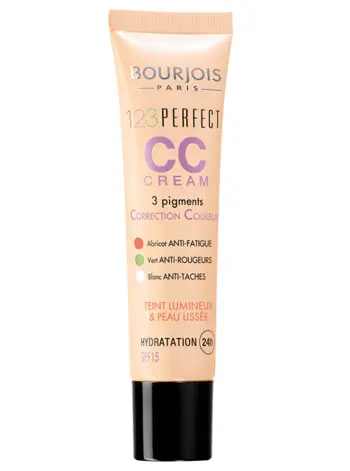 BOURJOIS
PARIS
123 PERFECT
CC
CREAM
3 pigments
CORRECTION COULEUR
Abricot ANTI-FATIGUE
Vert ANTI-ROUGEURS
Blanc ANTI-TACHES
TEINT LUMINEUX
& PEAU LISSÉE
HYDRATATION 24h
SPF15